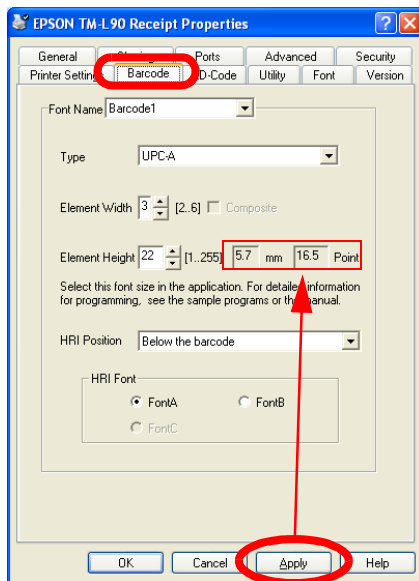 EPSON TM-L90 Receipt Properties
General Ports Advanced Security
Printer Settings Barcode D-Code Utility Font Version
Font Name Barcode1
Type UPC-A
Element Width 3 [2..6] Composite
Element Height 22 [1..255] 5.7 mm 16.5 Point
Select this font size in the application. For detailed information
for programming, see the sample programs or the manual.
HRI Position Below the barcode
HRI Font
FontA FontB
FontC
OK Cancel Apply Help